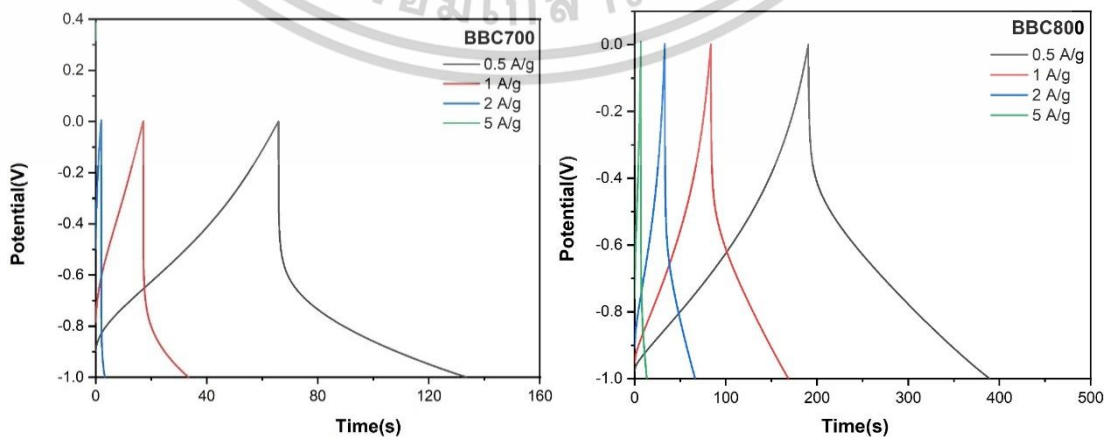 BBC700
0.5 A/g
1 A/g
2 A/g
5 A/g
0.4
0.2
0.0
-0.2
-0.4
-0.6
-0.8
-1.0
0
40
80
120
160
Potential(V)
Time(s)
BBC800
0.5 A/g
1 A/g
2 A/g
5 A/g
0.0
-0.2
-0.4
-0.6
-0.8
-1.0
0
100
200
300
400
500
Potential(V)
Time(s)